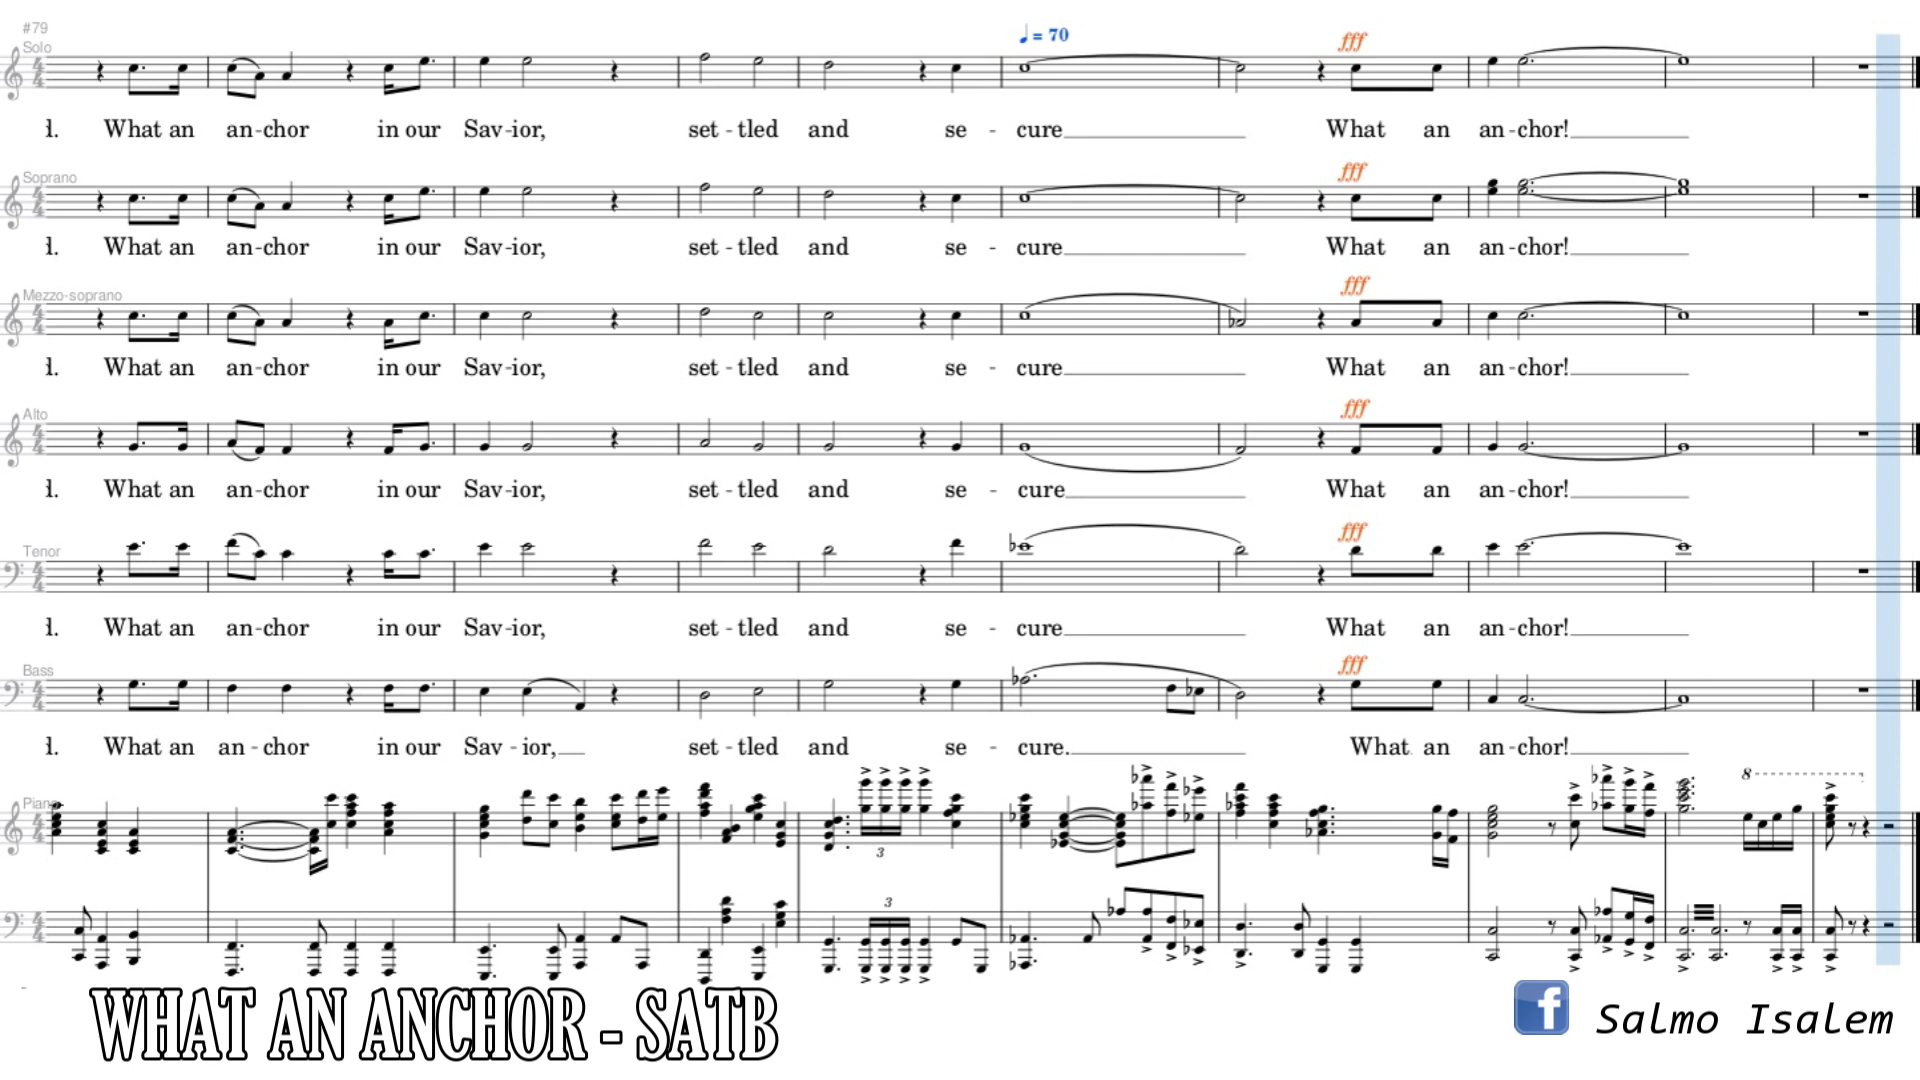 #79
Solo
♩ = 70
fff
d. What an an-chor in our Sav-ior, set-tled and se - cure What an an-chor!
Soprano
fff
d. What an an-chor in our Sav-ior, set-tled and se - cure What an an-chor!
Mezzo-soprano
fff
d. What an an-chor in our Sav-ior, set-tled and se - cure What an an-chor!
Alto
fff
d. What an an-chor in our Sav-ior, set-tled and se - cure What an an-chor!
Tenor
fff
d. What an an-chor in our Sav-ior, set-tled and se - cure What an an-chor!
Bass
fff
d. What an an-chor in our Sav-ior, set-tled and se - cure. What an an-chor!
Piano
8
3
3
WHAT AN ANCHOR - SATB
f Salmo Isalem